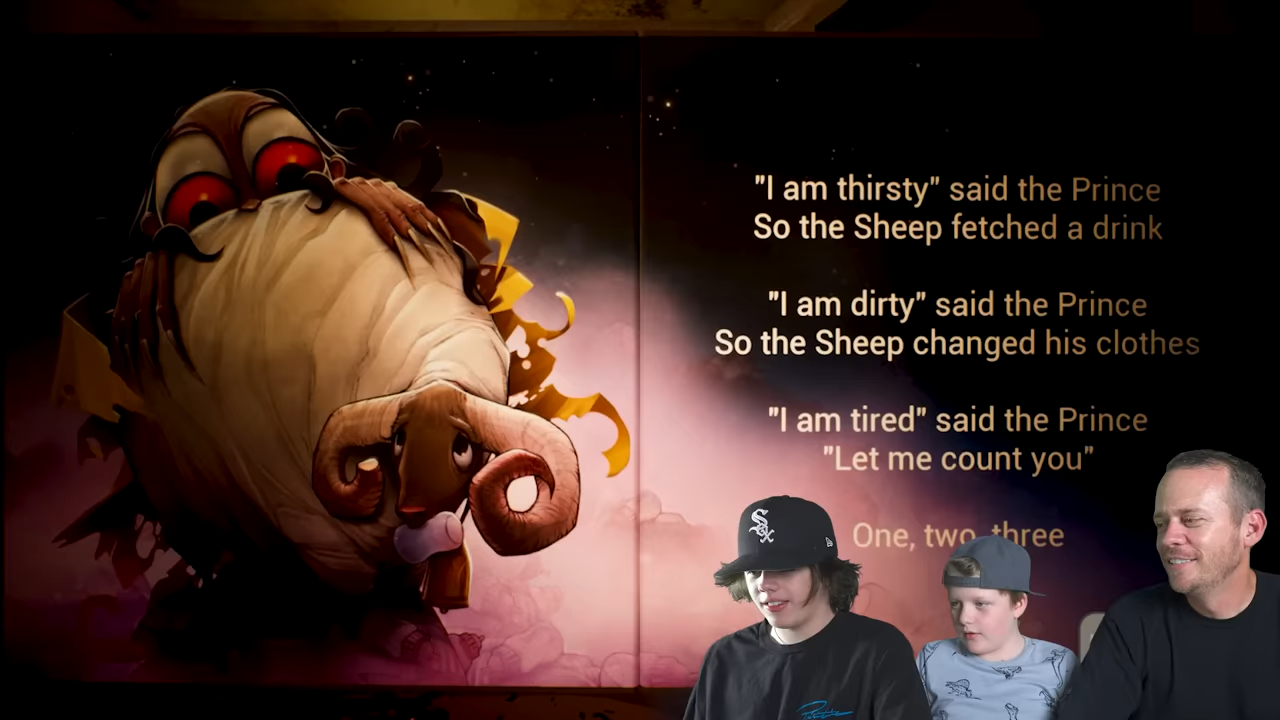 "I am thirsty" said the Prince
So the Sheep fetched a drink
"I am dirty" said the Prince
So the Sheep changed his clothes
"I am tired" said the Prince
"Let me count you"
One, two, three
Sox